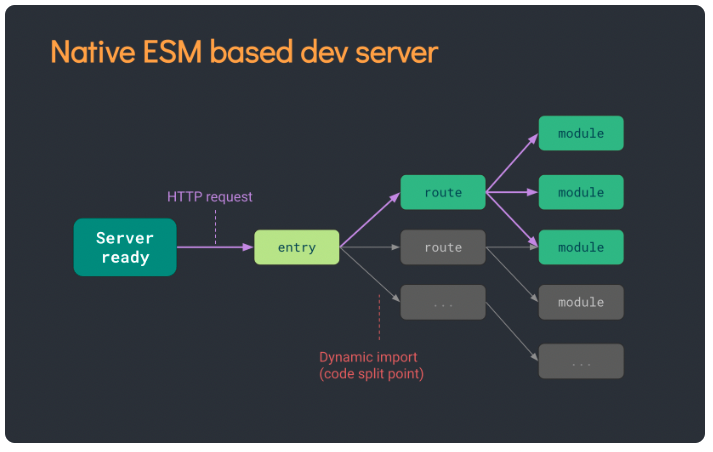 Native ESM based dev server
module
HTTP request
route
module
Server
ready
entry
route
module
...
module
Dynamic import
(code split point)
...